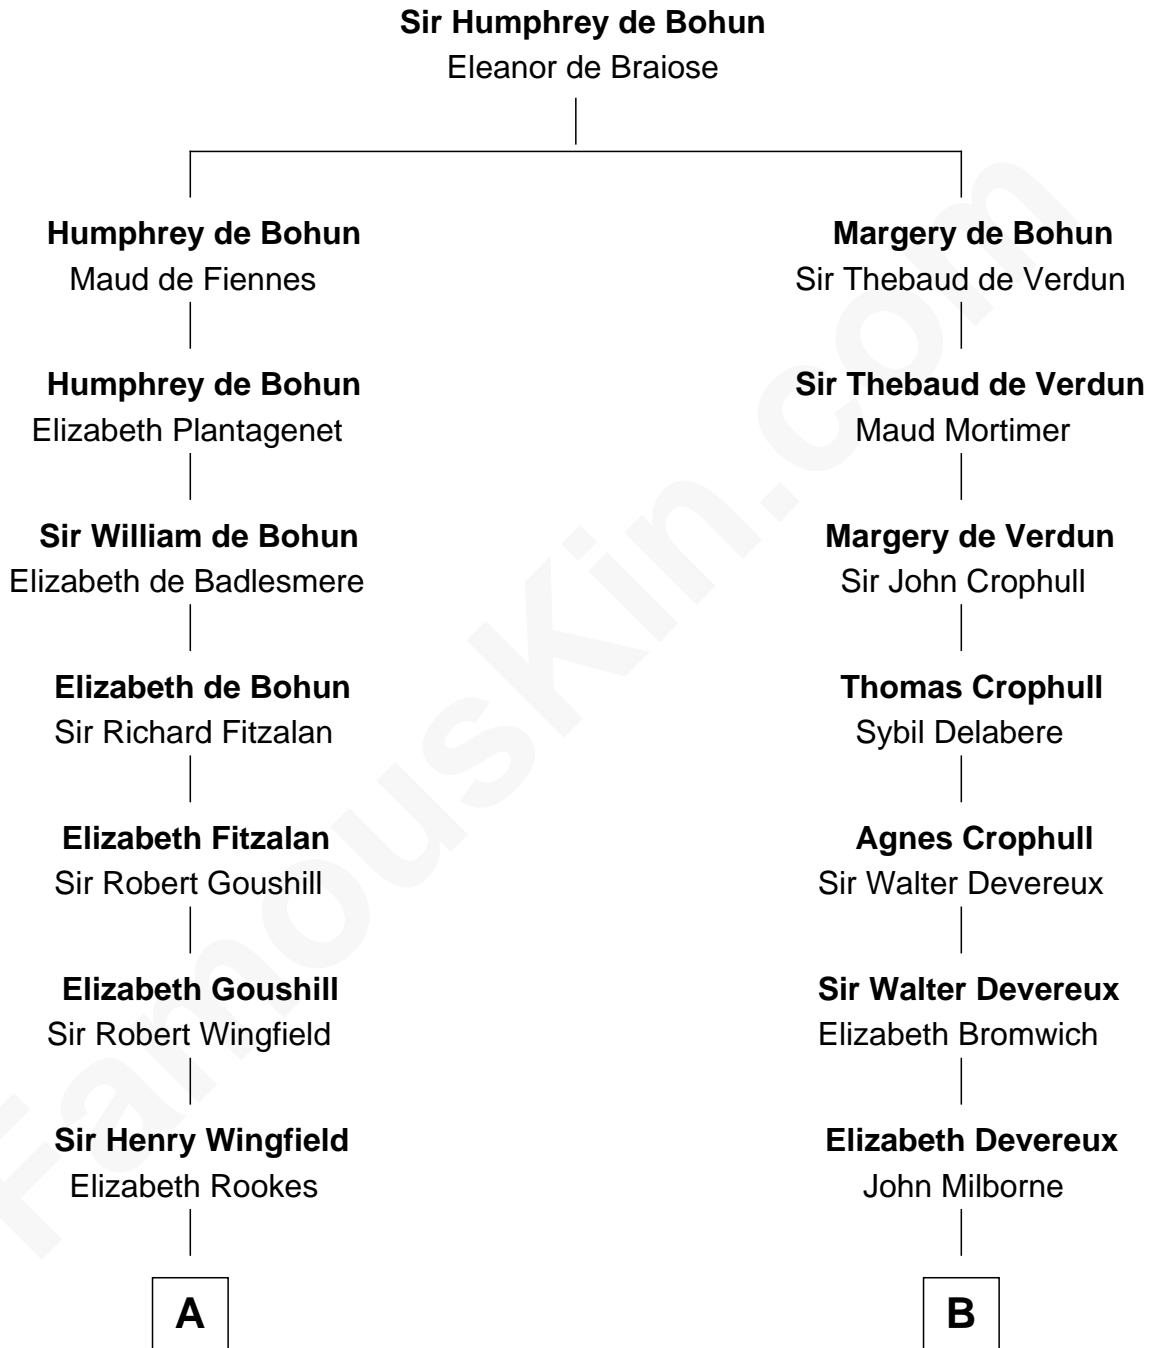 Sir Humphrey de Bohun
Eleanor de Braiose
Humphrey de Bohun
Maud de Fiennes
Margery de Bohun
Sir Thebaud de Verdun
Humphrey de Bohun
Elizabeth Plantagenet
Sir Thebaud de Verdun
Maud Mortimer
Sir William de Bohun
Elizabeth de Badlesmere
Margery de Verdun
Sir John Crophull
Elizabeth de Bohun
Sir Richard Fitzalan
Thomas Crophull
Sybil Delabere
Elizabeth Fitzalan
Sir Robert Goushill
Agnes Crophull
Sir Walter Devereux
Elizabeth Goushill
Sir Robert Wingfield
Sir Walter Devereux
Elizabeth Bromwich
Sir Henry Wingfield
Elizabeth Rookes
Elizabeth Devereux
John Milborne
A
B
FamousKin.com